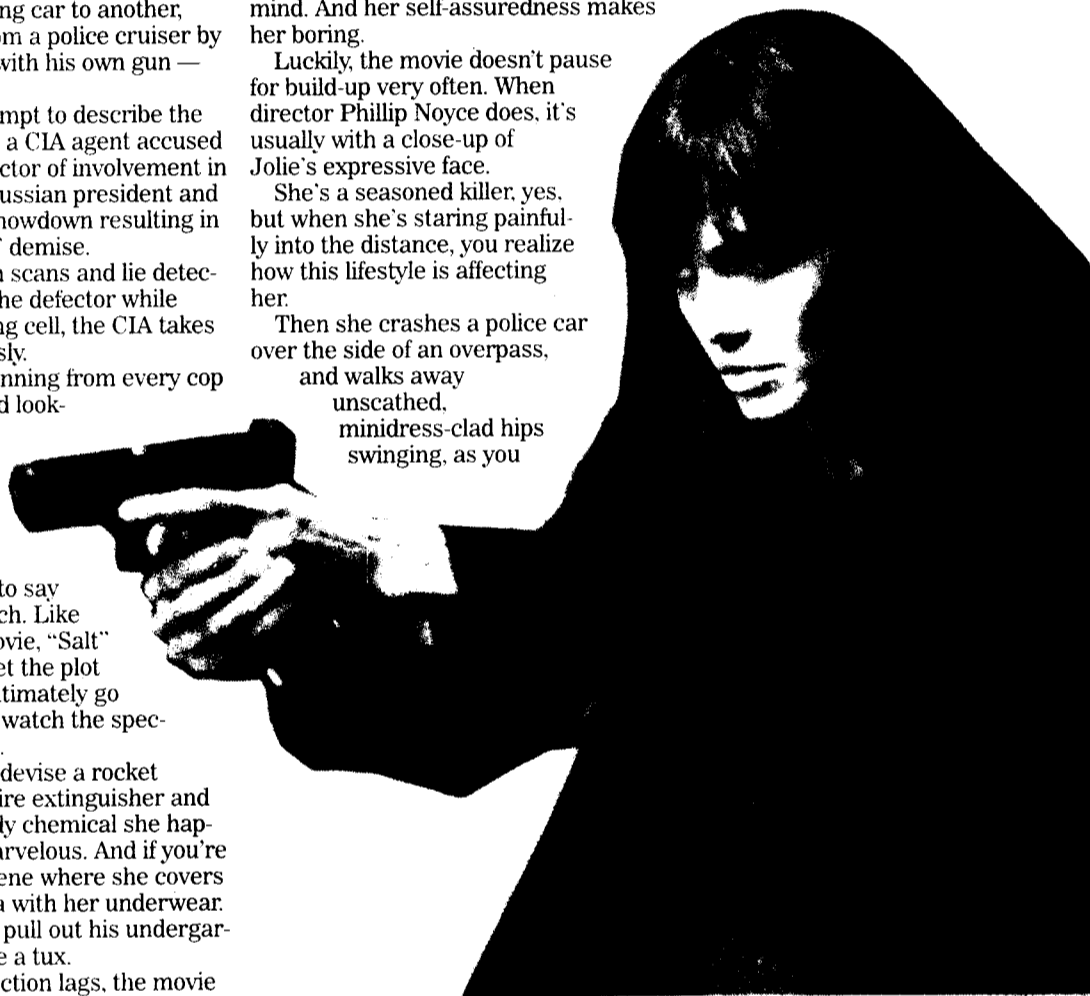 ng car to another,
om a police cruiser by
with his own gun —
mpt to describe the
a CIA agent accused
ctor of involvement in
ussian president and
howdown resulting in
' demise.
n scans and lie detec-
he defector while
ng cell, the CIA takes
sly.
nning from every cop
d look-
to say
ch. Like
ovie, “Salt”
et the plot
timately go
watch the spec-
.
devise a rocket
ire extinguisher and
ly chemical she hap-
arvelous. And if you're
ene where she covers
a with her underwear.
pull out his undergar-
e a tux.
ction lags, the movie
mind. And her self-assuredness makes
her boring.
Luckily, the movie doesn't pause
for build-up very often. When
director Phillip Noyce does, it's
usually with a close-up of
Jolie's expressive face.
She's a seasoned killer, yes,
but when she's staring painful-
ly into the distance, you realize
how this lifestyle is affecting
her.
Then she crashes a police car
over the side of an overpass,
and walks away
unscathed,
minidress-clad hips
swinging, as you